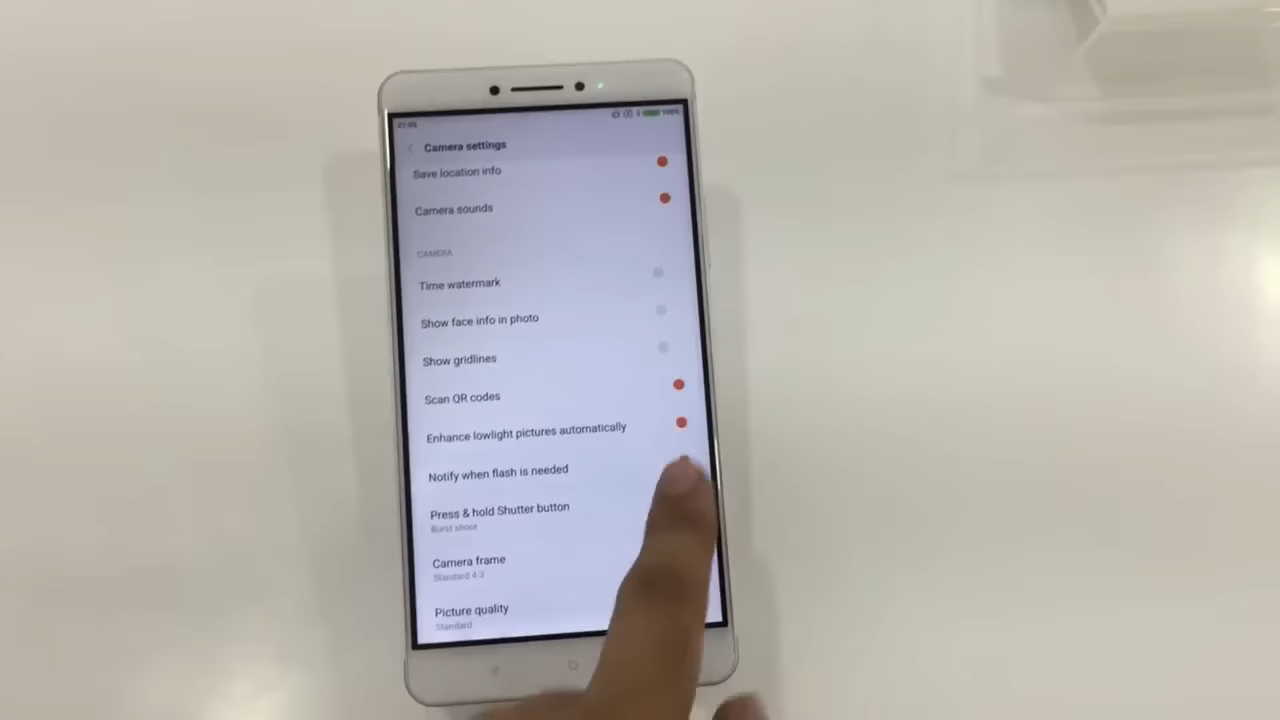 Camera settings
Save location info
Camera sounds
CAMERA
Time watermark
Show face info in photo
Show gridlines
Scan QR codes
Enhance lowlight pictures automatically
Notify when flash is needed
Press & hold Shutter button
Burst shoot
Camera frame
Standard 4:3
Picture quality
Standard